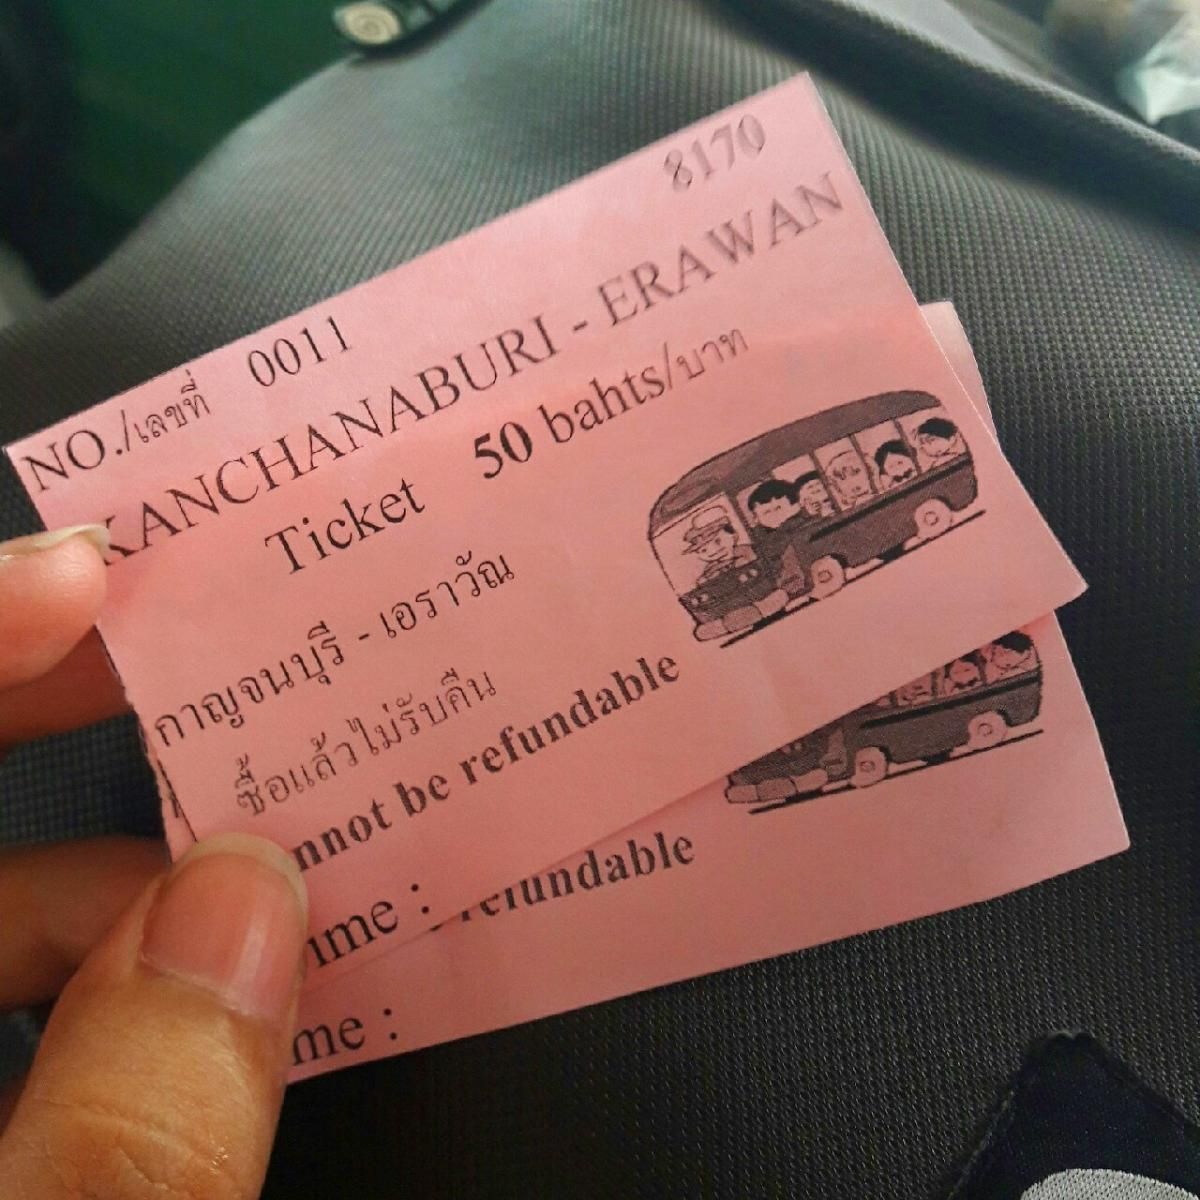 8170
NO./เลขที่ 0011
KANCHANABURI - ERAWAN
Ticket 50 bahts/บาท
กาญจนบุรี - เอราวัณ
ซื้อแล้วไม่รับคืน
nnot be refundable
ime :
refundable
me :